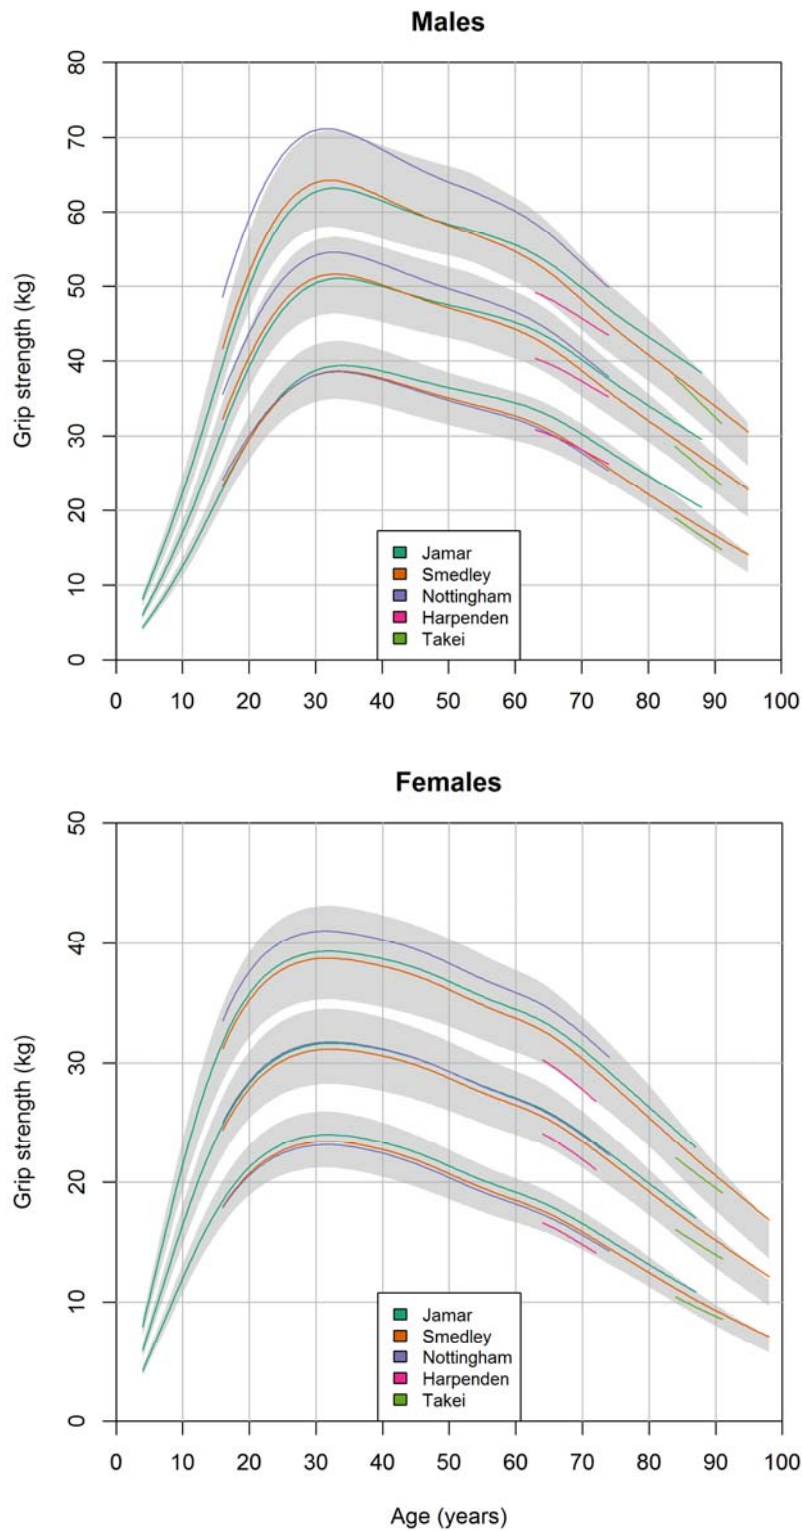 Males
Grip strength (kg)
80
70
60
50
40
30
20
10
0
Jamar
Smedley
Nottingham
Harpenden
Takei
0 10 20 30 40 50 60 70 80 90 100
Females
Grip strength (kg)
50
40
30
20
10
0
Jamar
Smedley
Nottingham
Harpenden
Takei
0 10 20 30 40 50 60 70 80 90 100
Age (years)